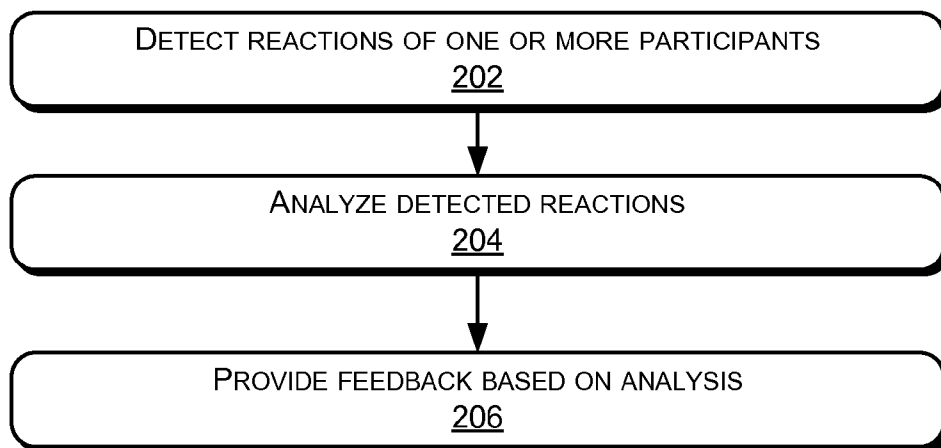 DETECT REACTIONS OF ONE OR MORE PARTICIPANTS
202
ANALYZE DETECTED REACTIONS
204
PROVIDE FEEDBACK BASED ON ANALYSIS
206